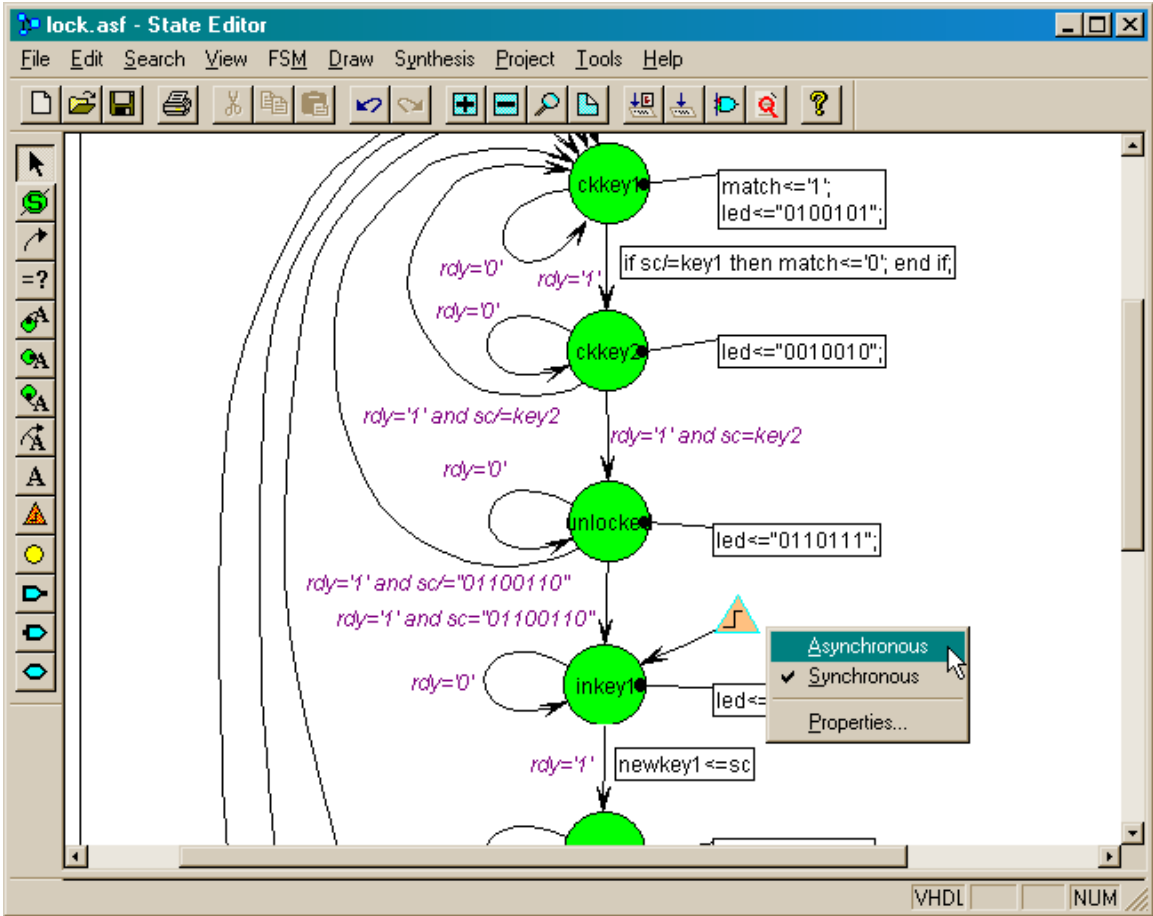 lock.asf - State Editor
File Edit Search View FSM Draw Synthesis Project Tools Help
=?
ckkey1
match<='1';
led<="0100101";
rdy='0'
rdy='1'
if sc/=key1 then match<='0'; end if;
rdy='0'
ckkey2
led<="0010010";
rdy='1' and sc/=key2
rdy='1' and sc=key2
rdy='0'
unlocked
led<="0110111";
rdy='1' and sc/="01100110"
rdy='1' and sc="01100110"
Asynchronous
Synchronous
Properties...
rdy='0'
inkey1
led<=
rdy='1'
newkey1<=sc
VHDL
NUM